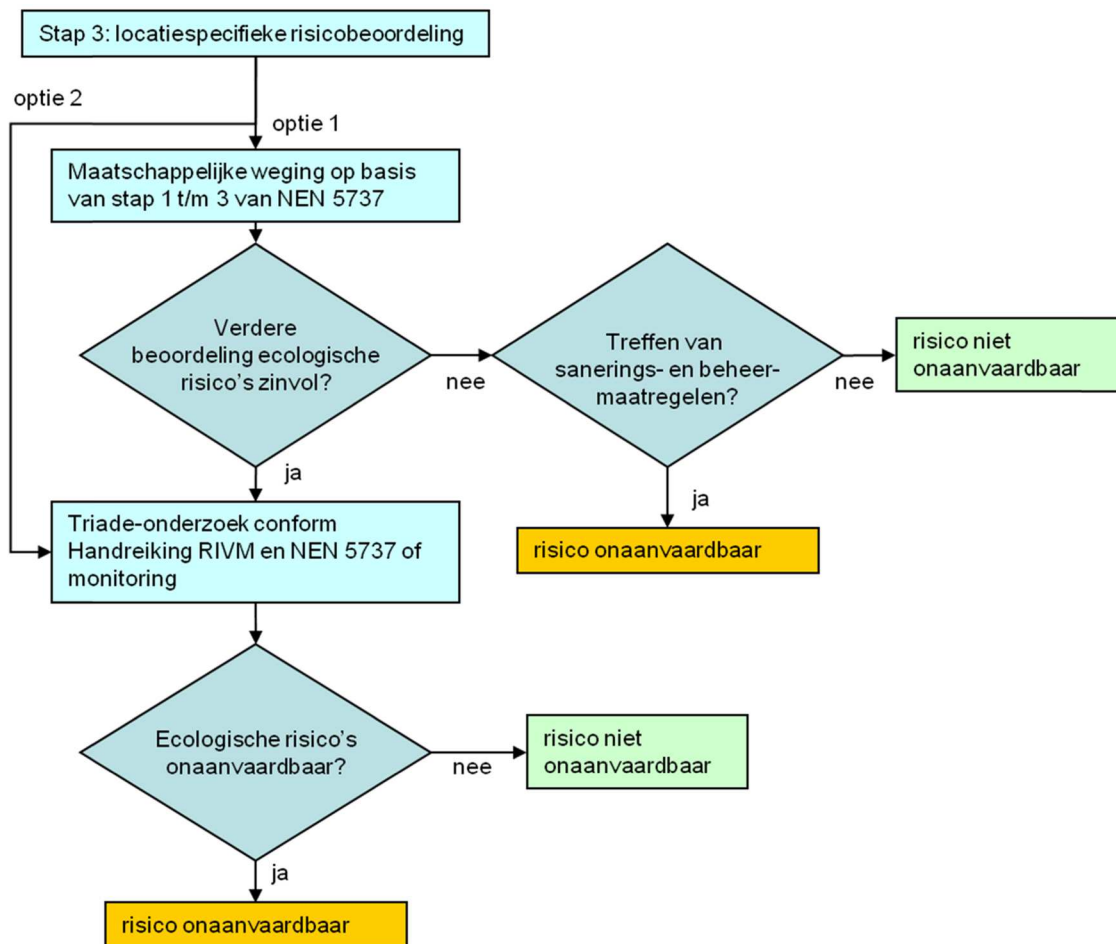 Stap 3: locatiespecifieke risicobeoordeling
optie 2
optie 1
Maatschappelijke weging op basis
van stap 1 t/m 3 van NEN 5737
Verdere
beoordeling ecologische
risico's zinvol?
nee
Treffen van
sanerings- en beheer-
maatregelen?
nee
risico niet
onaanvaardbaar
ja
ja
risico onaanvaardbaar
Triade-onderzoek conform
Handreiking RIVM en NEN 5737 of
monitoring
Ecologische risico's
onaanvaardbaar?
nee
risico niet
onaanvaardbaar
ja
risico onaanvaardbaar